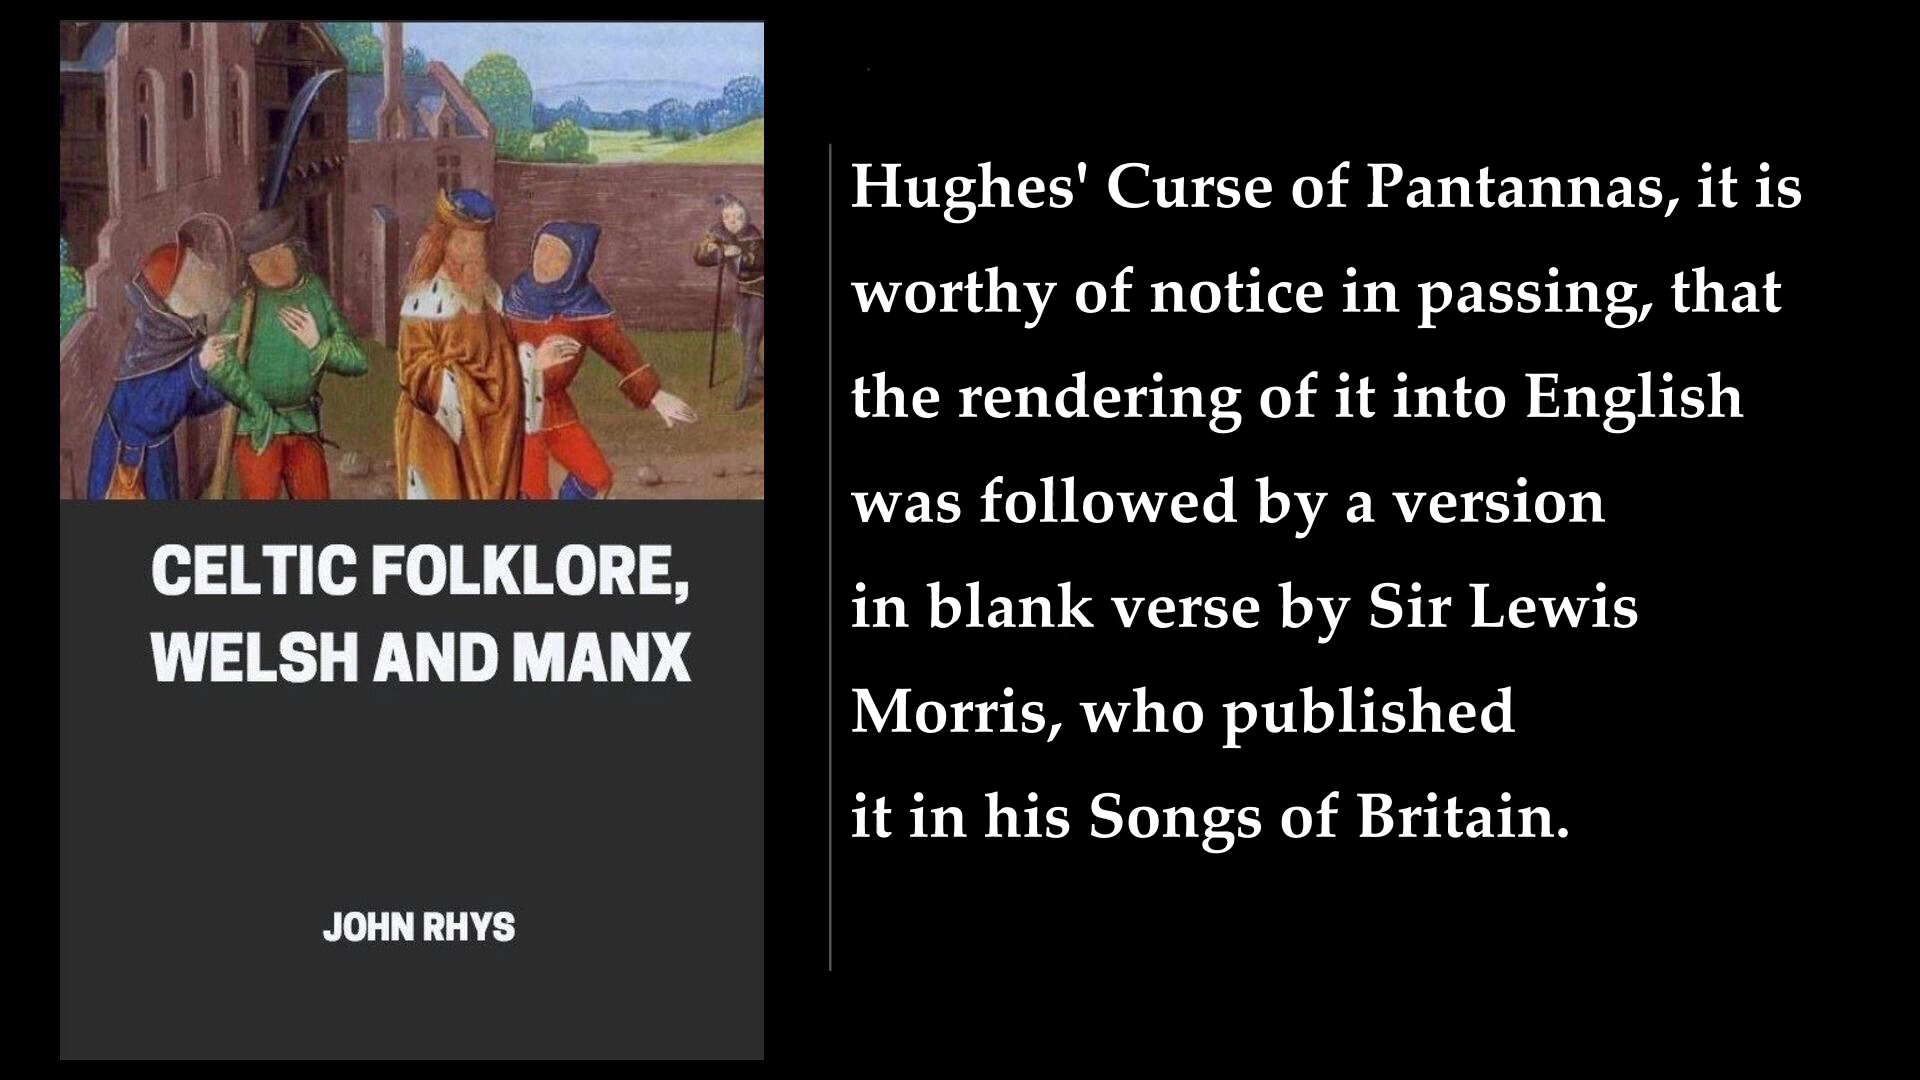 CELTIC FOLKLORE,
WELSH AND MANX
JOHN RHYS
Hughes' Curse of Pantannas, it is
worthy of notice in passing, that
the rendering of it into English
was followed by a version
in blank verse by Sir Lewis
Morris, who published
it in his Songs of Britain.